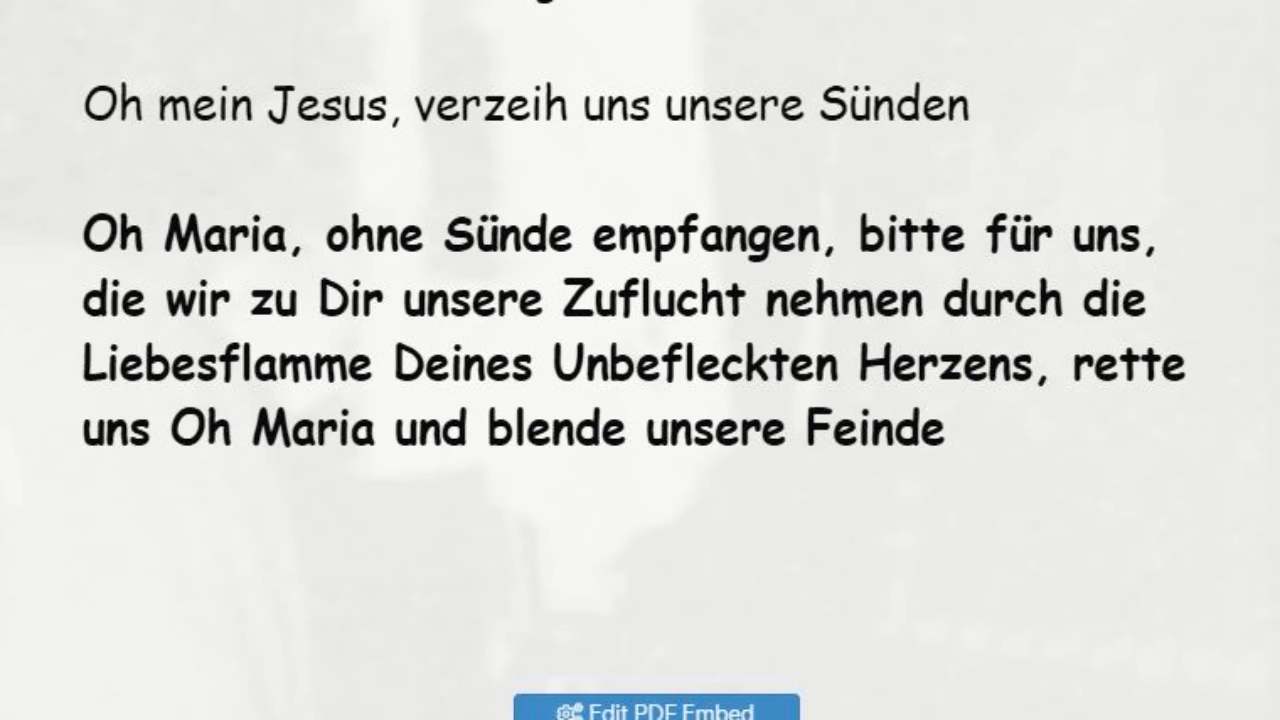 Oh mein Jesus, verzeih uns unsere Sünden
Oh Maria, ohne Sünde empfangen, bitte für uns,
die wir zu Dir unsere Zuflucht nehmen durch die
Liebesflamme Deines Unbefleckten Herzens, rette
uns Oh Maria und blende unsere Feinde
Edit PDF Embed